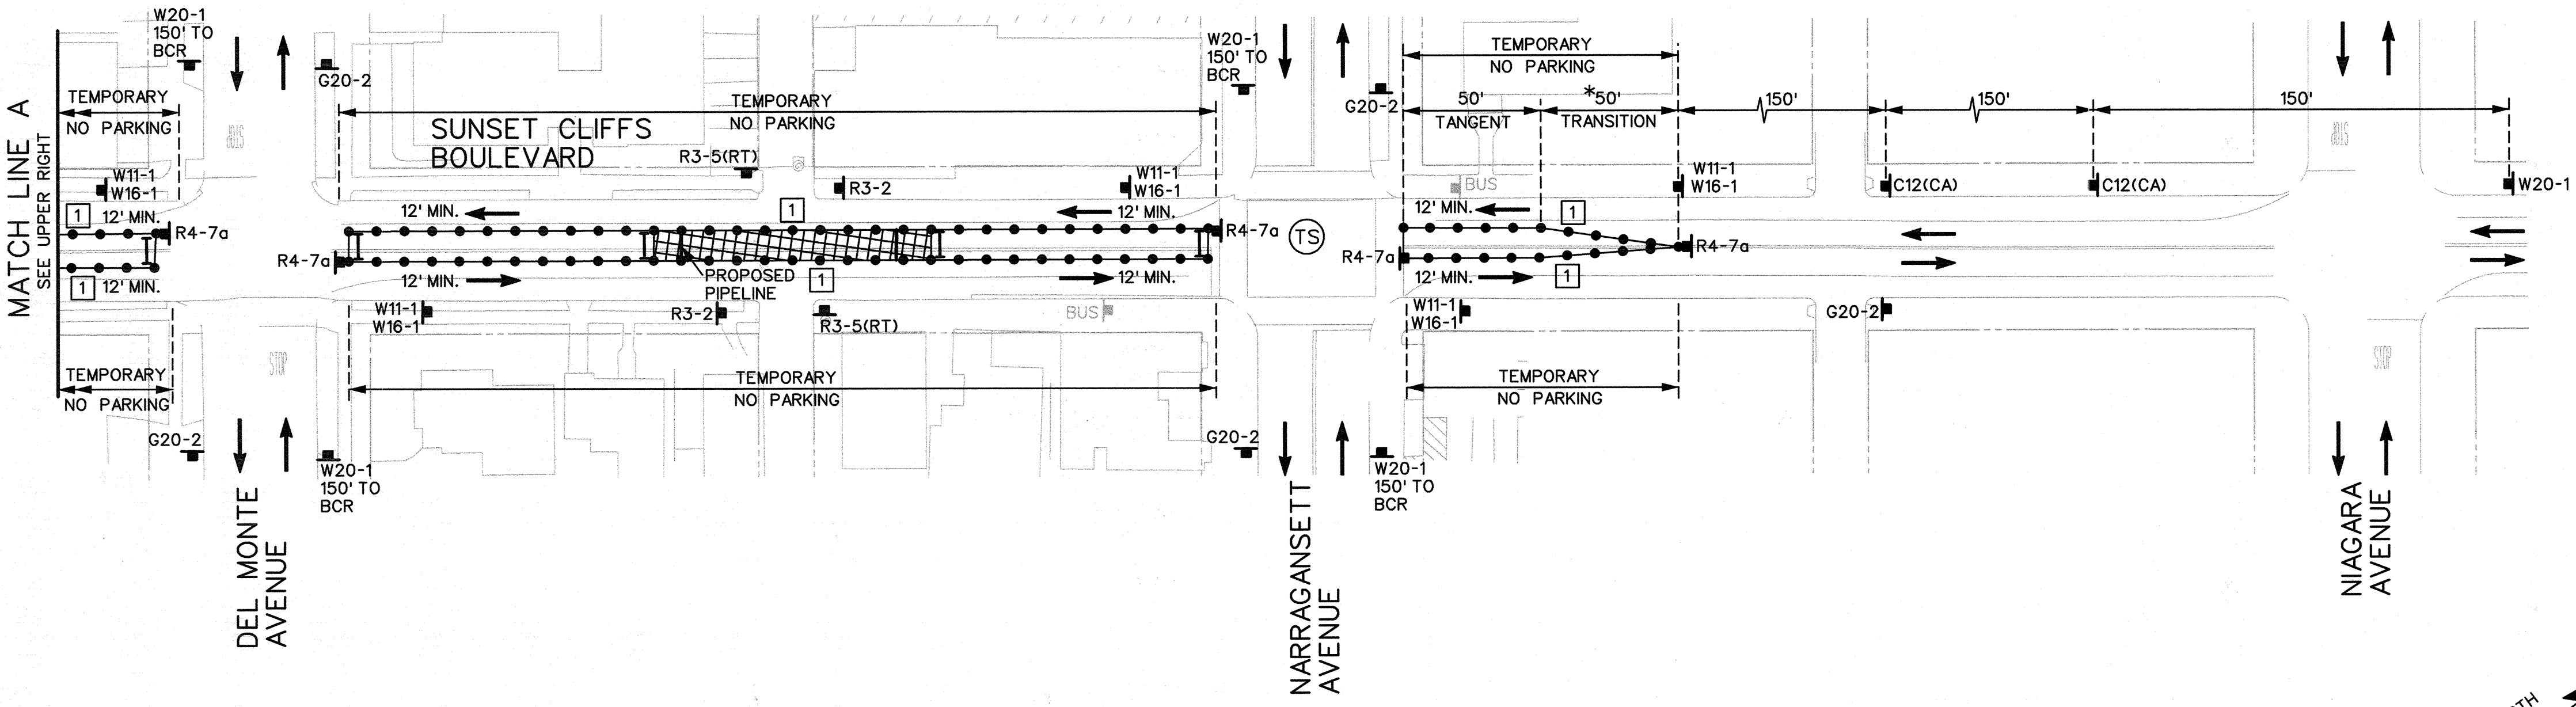 MATCH LINE A
SEE UPPER RIGHT
W20-1
150' TO
BCR
G20-2
TEMPORARY
NO PARKING
STOP
W11-1
W16-1
1
12' MIN.
R4-7a
1
12' MIN.
TEMPORARY
NO PARKING
G20-2
STOP
W20-1
150' TO
BCR
DEL MONTE
AVENUE
TEMPORARY
NO PARKING
SUNSET CLIFFS
BOULEVARD
R3-5(RT)
R3-2
W11-1
W16-1
12' MIN.
1
12' MIN.
R4-7a
R4-7a
12' MIN.
PROPOSED
PIPELINE
1
12' MIN.
W11-1
W16-1
R3-2
R3-5(RT)
BUS
TEMPORARY
NO PARKING
W20-1
150' TO
BCR
G20-2
TS
G20-2
W20-1
150' TO
BCR
NARRAGANSETT
AVENUE
TEMPORARY
NO PARKING
50'
TANGENT
*50'
TRANSITION
150'
150'
150'
BUS
W11-1
W16-1
C12(CA)
C12(CA)
W20-1
12' MIN.
1
R4-7a
R4-7a
12' MIN.
1
W11-1
W16-1
G20-2
TEMPORARY
NO PARKING
STOP
STOP
NIAGARA
AVENUE